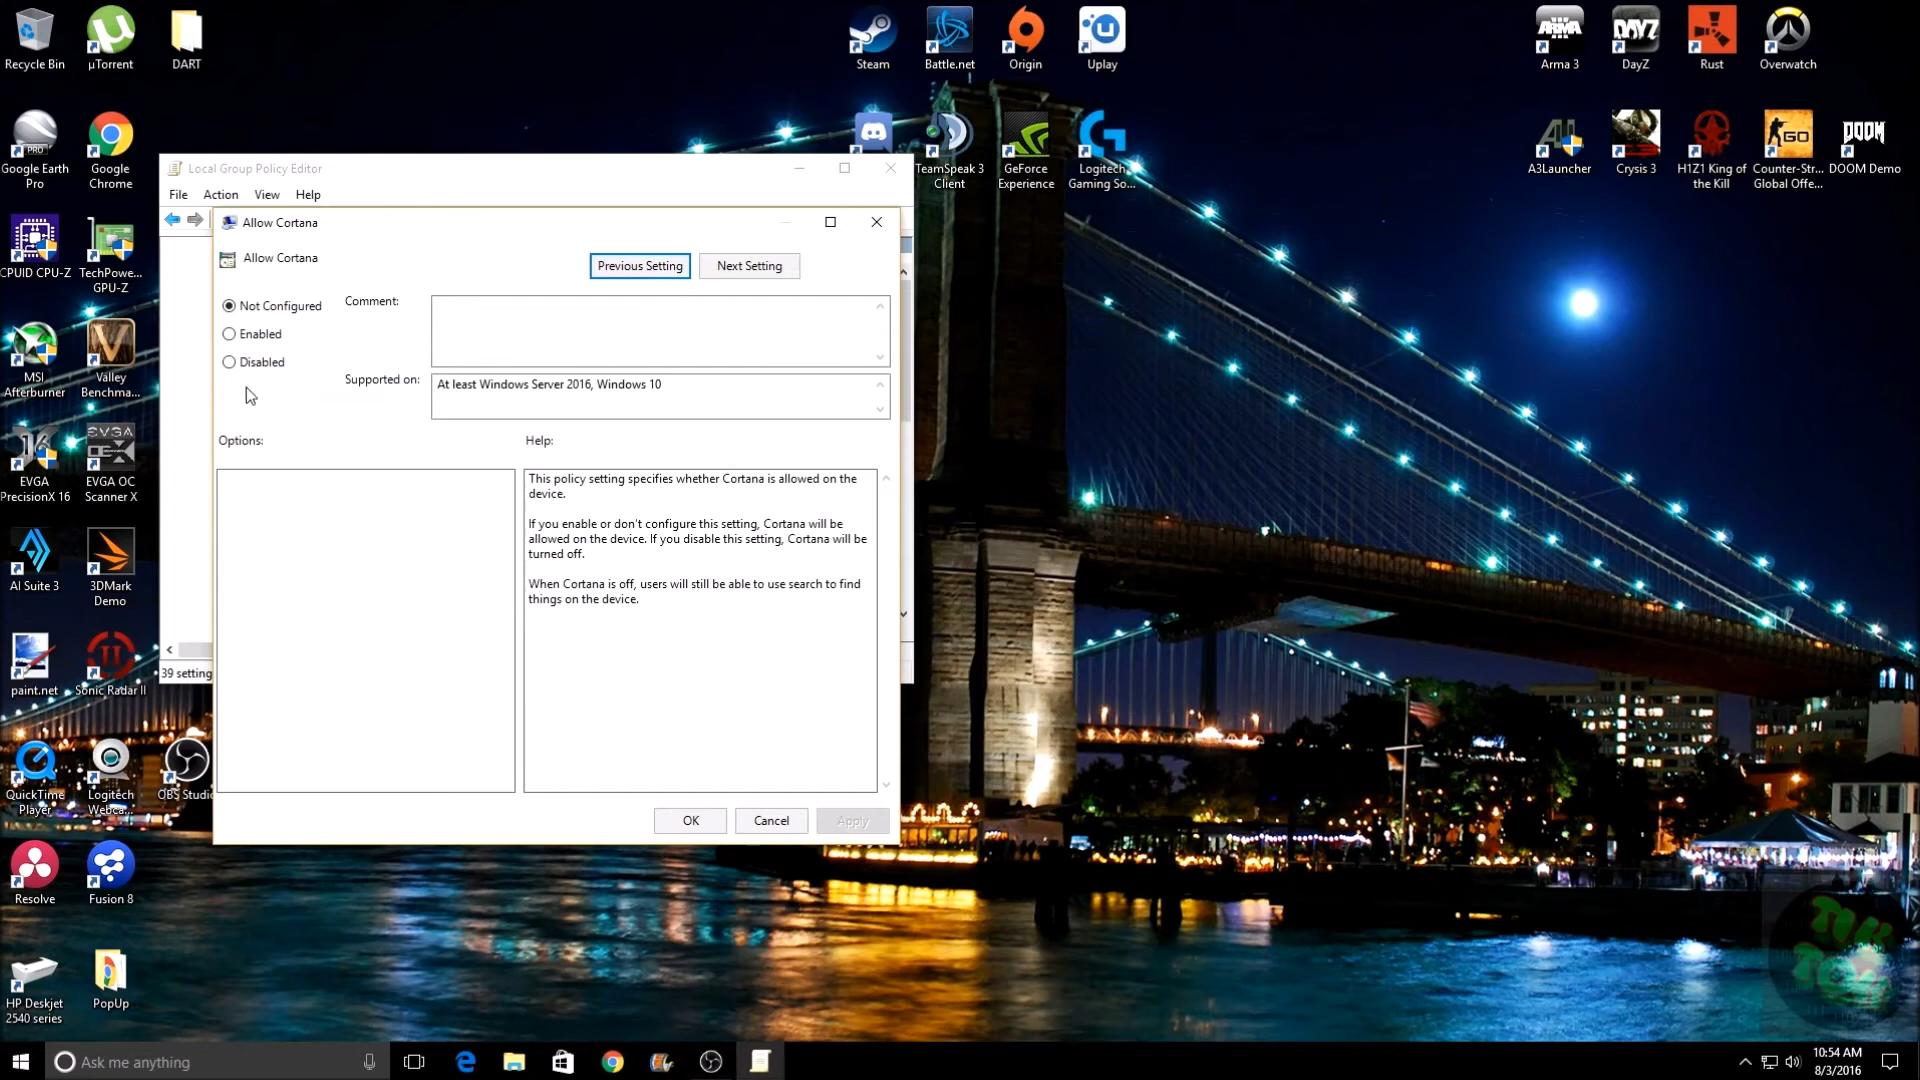 Recycle Bin
µTorrent
DART
Steam
Battle.net
Origin
Uplay
Arma 3
DayZ
Rust
Overwatch
Google Earth
Pro
Google
Chrome
TeamSpeak 3
Client
GeForce
Experience
Logitech
Gaming So...
A3Launcher
Crysis 3
H1Z1 King of
the Kill
Counter-Str...
Global Offe...
DOOM Demo
CPUID CPU-Z
TechPowe...
GPU-Z
MSI
Afterburner
Valley
Benchma...
EVGA
PrecisionX 16
EVGA OC
Scanner X
AI Suite 3
3DMark
Demo
paint.net
Sonic Radar II
QuickTime
Player
Logitech
Webca...
OBS Studio
Resolve
Fusion 8
HP Deskjet
2540 series
PopUp
Local Group Policy Editor
File Action View Help
Allow Cortana
Allow Cortana
Previous Setting
Next Setting
Not Configured
Enabled
Disabled
Comment:
Supported on:
At least Windows Server 2016, Windows 10
Options:
Help:
This policy setting specifies whether Cortana is allowed on the
device.
If you enable or don't configure this setting, Cortana will be
allowed on the device. If you disable this setting, Cortana will be
turned off.
When Cortana is off, users will still be able to use search to find
things on the device.
39 setting
OK
Cancel
Apply
Ask me anything
10:54 AM
8/3/2016